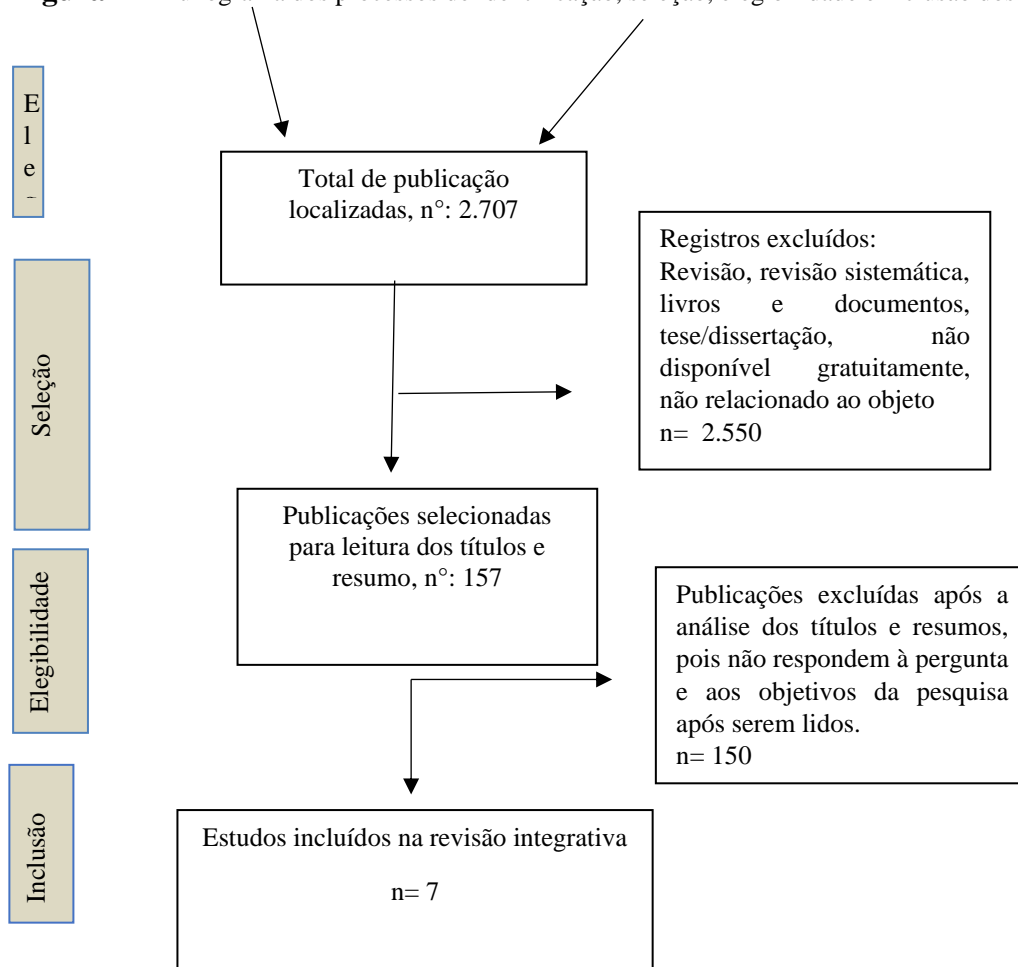 E
l
e
Total de publicação
localizadas, n°: 2.707
Registros excluídos:
Revisão, revisão sistemática,
livros e documentos,
tese/dissertação, não
disponível gratuitamente,
não relacionado ao objeto
n= 2.550
Seleção
Publicações selecionadas
para leitura dos títulos e
resumo, n°: 157
Elegibilidade
Publicações excluídas após a
análise dos títulos e resumos,
pois não respondem à pergunta
e aos objetivos da pesquisa
após serem lidos.
n= 150
Inclusão
Estudos incluídos na revisão integrativa
n= 7